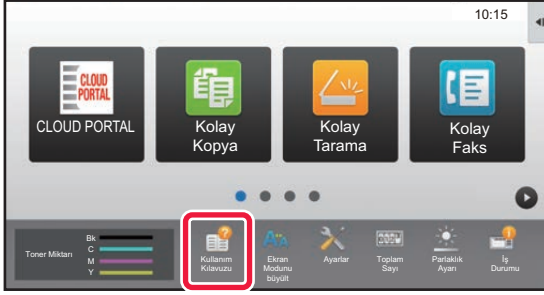 10:15
CLOUD
PORTAL
CLOUD PORTAL
Kolay
Kopya
Kolay
Tarama
Kolay
Faks
Toner Miktarı
Bk
C
M
Y
Kullanım
Kılavuzu
Ekran
Modunu
büyült
Ayarlar
Toplam
Sayı
Parlaklık
Ayarı
İş
Durumu